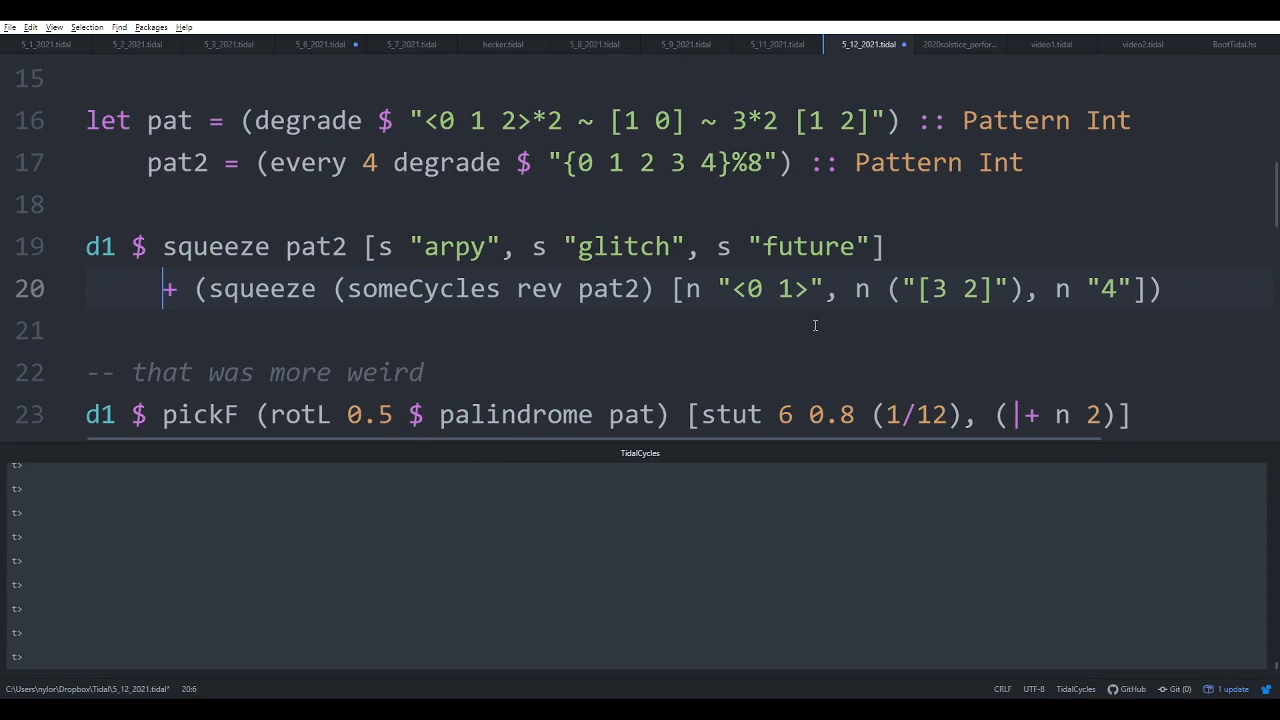 File Edit View Selection Find Packages Help
5_1_2021.tidal 5_2_2021.tidal 5_3_2021.tidal 5_6_2021.tidal 5_7_2021.tidal hecker.tidal 5_8_2021.tidal 5_9_2021.tidal 5_11_2021.tidal 5_12_2021.tidal 2020solstice_perfor... video1.tidal video2.tidal BootTidal.hs
15
16 let pat = (degrade $ "<0 1 2>*2 ~ [1 0] ~ 3*2 [1 2]") :: Pattern Int
17 pat2 = (every 4 degrade $ "{0 1 2 3 4}%8") :: Pattern Int
18
19 d1 $ squeeze pat2 [s "arpy", s "glitch", s "future"]
20 + (squeeze (someCycles rev pat2) [n "<0 1>", n ("[3 2]"), n "4"])
21
22 -- that was more weird
23 d1 $ pickF (rotL 0.5 $ palindrome pat) [stut 6 0.8 (1/12), (|+ n 2)]
TidalCycles
t>
t>
t>
t>
t>
t>
t>
t>
t>
C:\Users\nylor\Dropbox\Tidal\5_12_2021.tidal* 20:6 CRLF UTF-8 TidalCycles GitHub Git (0) 1 update